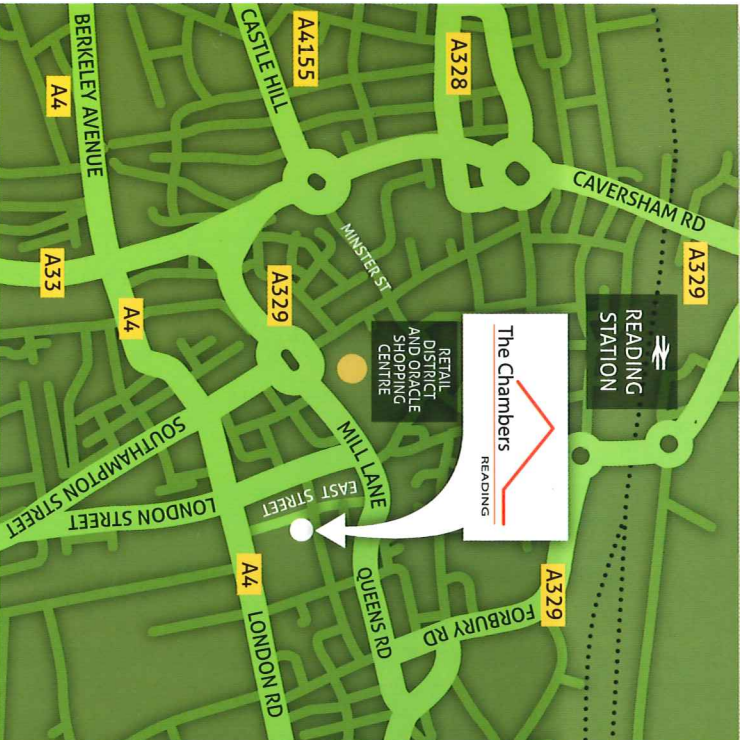 A329
CAVERSHAM RD
READING
STATION
A329
The Chambers
READING
FORBURY RD
A328
RETAIL
DISTRICT
AND ORACLE
SHOPPING
CENTRE
MINSTER ST
MILL LANE
QUEENS RD
A4155
EAST STREET
A329
CASTLE HILL
A4
LONDON RD
LONDON STREET
SOUTHAMPTON STREET
A4
BERKELEY AVENUE
A4
A33